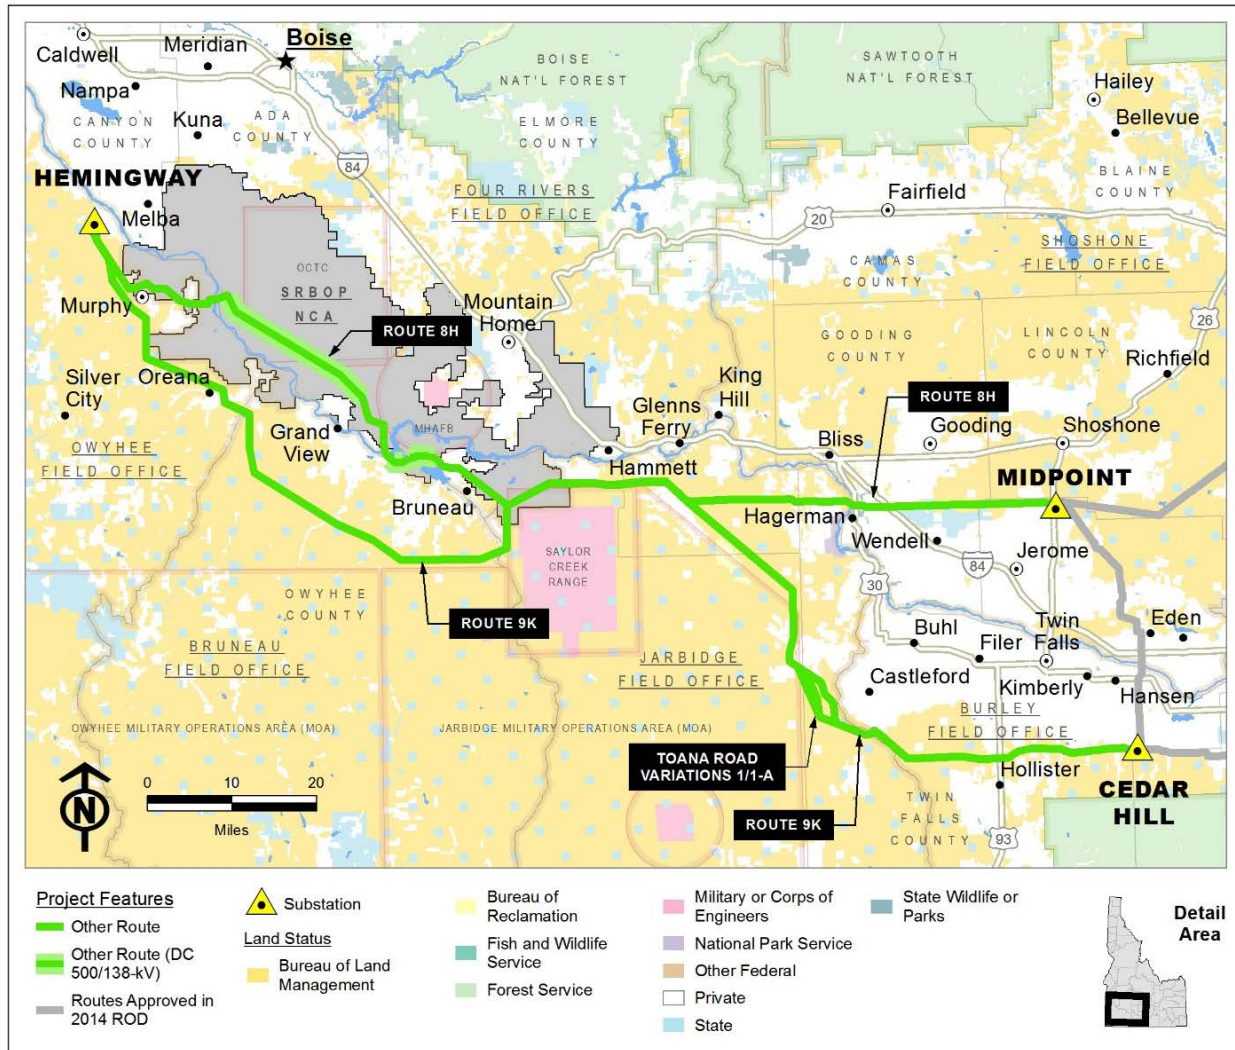 Boise
Meridian
Caldwell
Nampa
CANYON
COUNTY
Kuna
ADA
COUNTY
BOISE
NAT'L FOREST
SAWTOOTH
NAT'L FOREST
Hailey
Bellevue
ELMORE
COUNTY
BLAINE
COUNTY
84
HEMINGWAY
Melba
FOUR RIVERS
FIELD OFFICE
Fairfield
20
SHOSHONE
FIELD OFFICE
CAMAS
COUNTY
OCTC
SRBOP
NCA
Murphy
Mountain
Home
ROUTE 8H
GOODING
COUNTY
LINCOLN
COUNTY
26
Richfield
Silver
City
Oreana
King
Hill
ROUTE 8H
Glenns
Ferry
Gooding
Shoshone
Grand
View
MHAFB
Bliss
OWYHEE
FIELD OFFICE
Hammett
MIDPOINT
Bruneau
Hagerman
Wendell
SAYLOR
CREEK
RANGE
84
Jerome
30
OWYHEE
COUNTY
ROUTE 9K
Twin
Falls
Eden
Buhl
Filer
BRUNEAU
FIELD OFFICE
JARBIDGE
FIELD OFFICE
Castleford
Kimberly
Hansen
BURLEY
FIELD OFFICE
OWYHEE MILITARY OPERATIONS AREA (MOA)
JARBIDGE MILITARY OPERATIONS AREA (MOA)
TOANA ROAD
VARIATIONS 1/1-A
Hollister
CEDAR
HILL
ROUTE 9K
TWIN
FALLS
COUNTY
93
N
0 10 20
Miles
Project Features
Other Route
Other Route (DC
500/138-kV)
Routes Approved in
2014 ROD
Substation
Land Status
Bureau of Land
Management
Bureau of
Reclamation
Fish and Wildlife
Service
Forest Service
Military or Corps of
Engineers
National Park Service
Other Federal
Private
State
State Wildlife or
Parks
Detail
Area